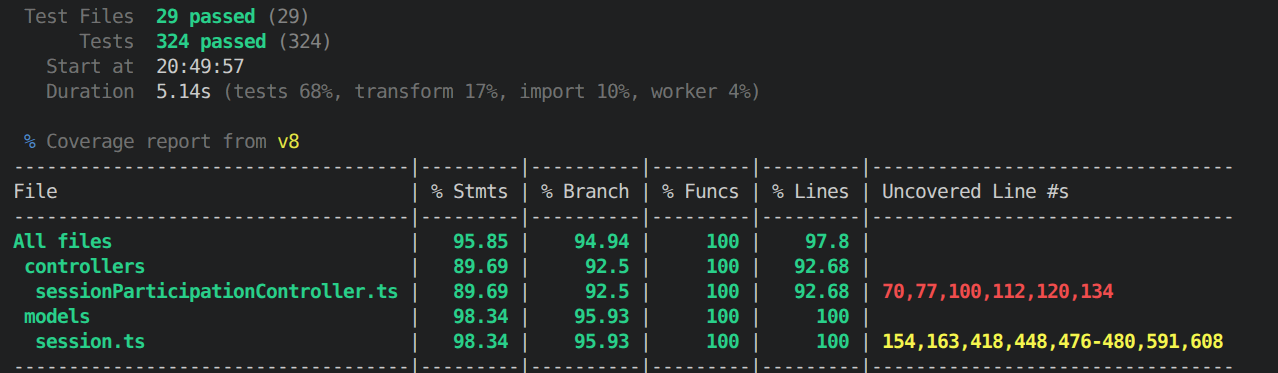 Test Files 29 passed (29)
Tests 324 passed (324)
Start at 20:49:57
Duration 5.14s (tests 68%, transform 17%, import 10%, worker 4%)
% Coverage report from v8
-------------------------------------|---------|----------|---------|---------|---------------------------------
File | % Stmts | % Branch | % Funcs | % Lines | Uncovered Line #s
-------------------------------------|---------|----------|---------|---------|---------------------------------
All files | 95.85 | 94.94 | 100 | 97.8 |
controllers | 89.69 | 92.5 | 100 | 92.68 |
sessionParticipationController.ts | 89.69 | 92.5 | 100 | 92.68 | 70,77,100,112,120,134
models | 98.34 | 95.93 | 100 | 100 |
session.ts | 98.34 | 95.93 | 100 | 100 | 154,163,418,448,476-480,591,608
-------------------------------------|---------|----------|---------|---------|---------------------------------